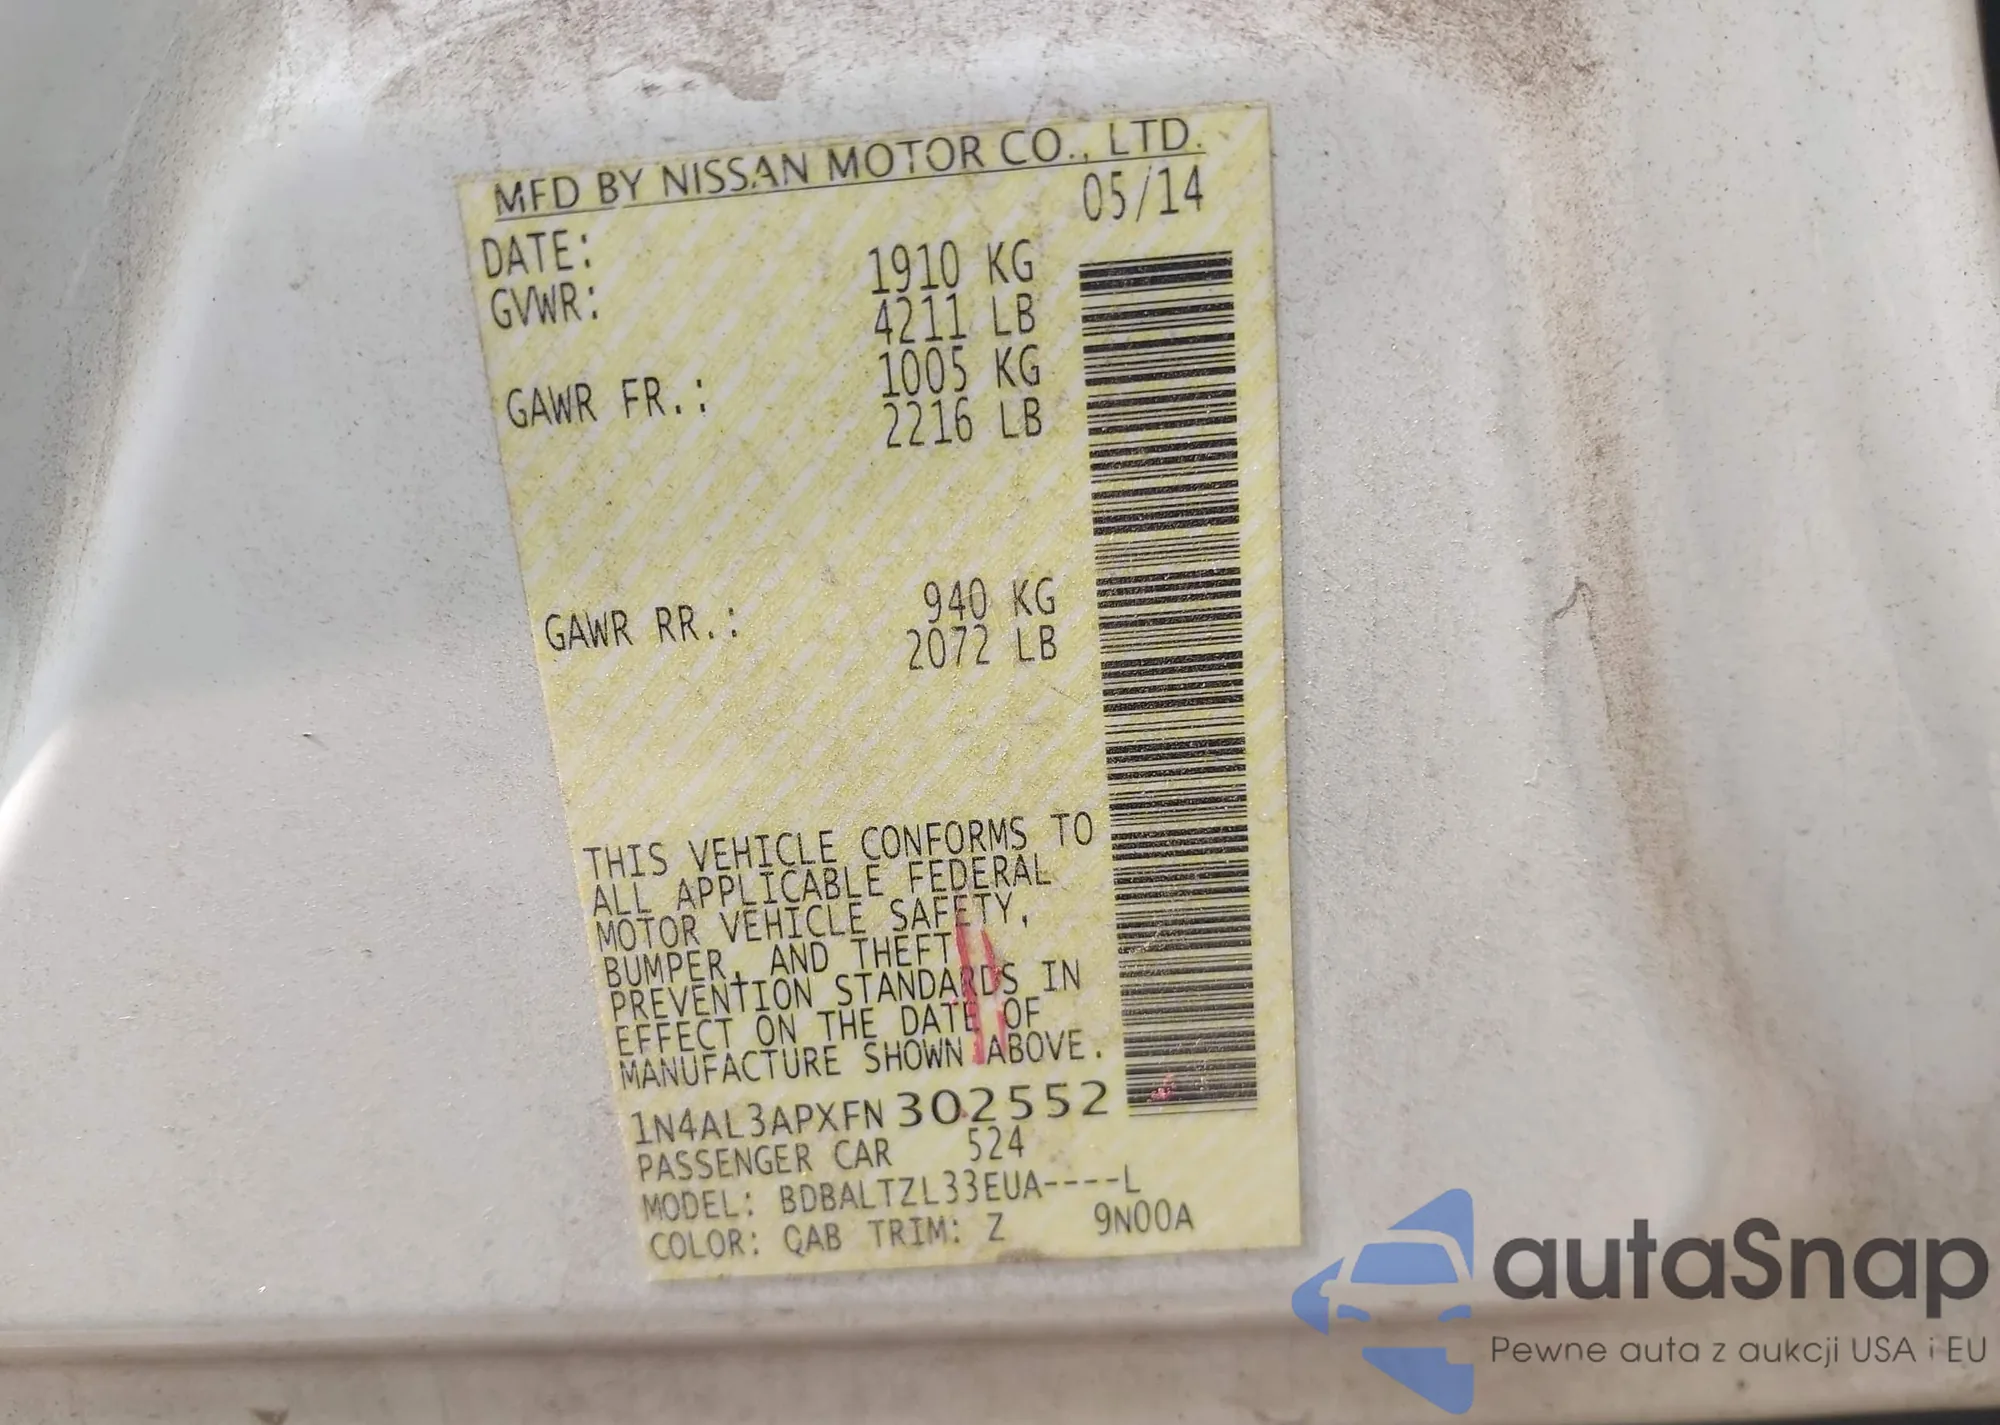 MFD BY NISSAN MOTOR CO., LTD.
DATE: 05/14
GVWR: 1910 KG
4211 LB
GAWR FR.: 1005 KG
2216 LB
GAWR RR.: 940 KG
2072 LB
THIS VEHICLE CONFORMS TO
ALL APPLICABLE FEDERAL
MOTOR VEHICLE SAFETY,
BUMPER, AND THEFT
PREVENTION STANDARDS IN
EFFECT ON THE DATE OF
MANUFACTURE SHOWN ABOVE.
1N4AL3APXFN302552
PASSENGER CAR 524
MODEL: BDBALTZL33EUA----L
COLOR: QAB TRIM: Z 9N00A
autaSnap
Pewne auta z aukcji USA i EU